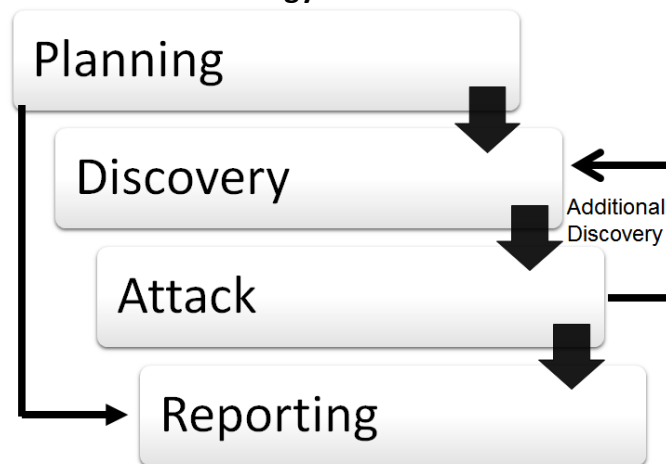 Planning
Discovery
Additional
Discovery
Attack
Reporting